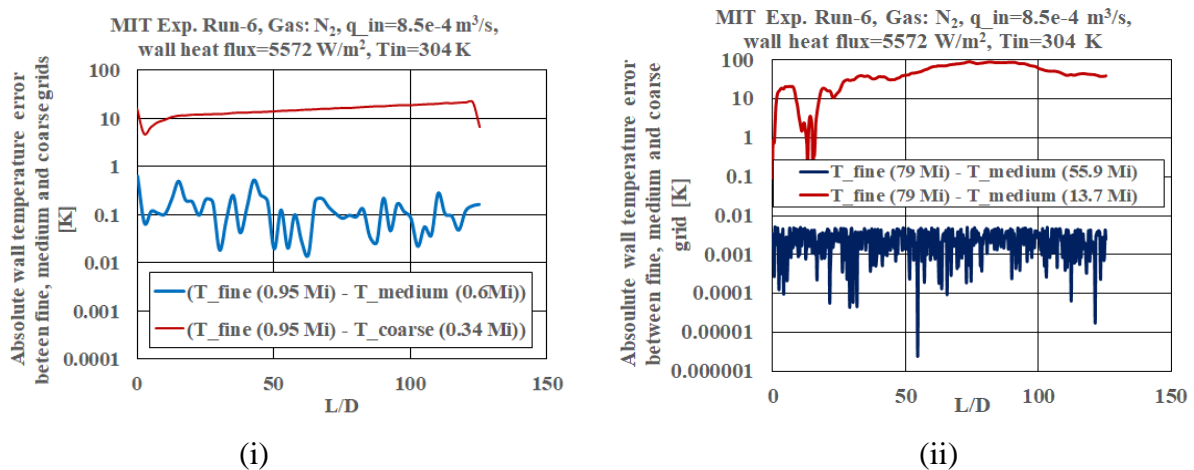 MIT Exp. Run-6, Gas: N₂, q_in=8.5e-4 m³/s,
wall heat flux=5572 W/m², Tin=304 K
Absolute wall temperature error
beteen fine, medium and coarse grids
[K]
100
10
1
0.1
0.01
0.001
0.0001
(T_fine (0.95 Mi) - T_medium (0.6Mi))
(T_fine (0.95 Mi) - T_coarse (0.34 Mi))
0
50
100
150
L/D
(i)
MIT Exp. Run-6, Gas: N₂, q_in=8.5e-4 m³/s,
wall heat flux=5572 W/m², Tin=304 K
Absoulte wall temperature error
between fine, medium and coarse
grid [K]
100
10
1
0.1
0.01
0.001
0.0001
0.00001
0.000001
T_fine (79 Mi) - T_medium (55.9 Mi)
T_fine (79 Mi) - T_medium (13.7 Mi)
0
50
100
150
L/D
(ii)